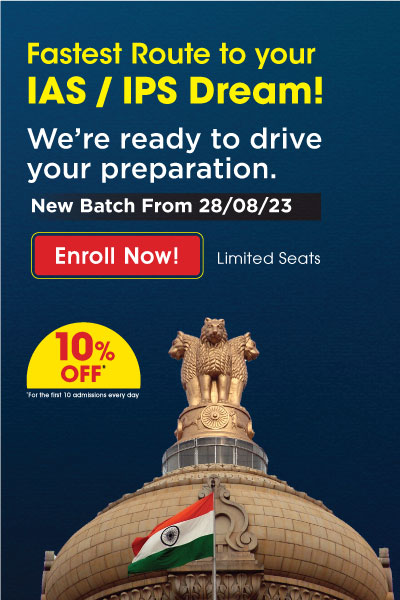 Fastest Route to your
IAS / IPS Dream!
We’re ready to drive
your preparation.
New Batch From 28/08/23
Enroll Now!
Limited Seats
10%
OFF*
*For the first 10 admissions every day